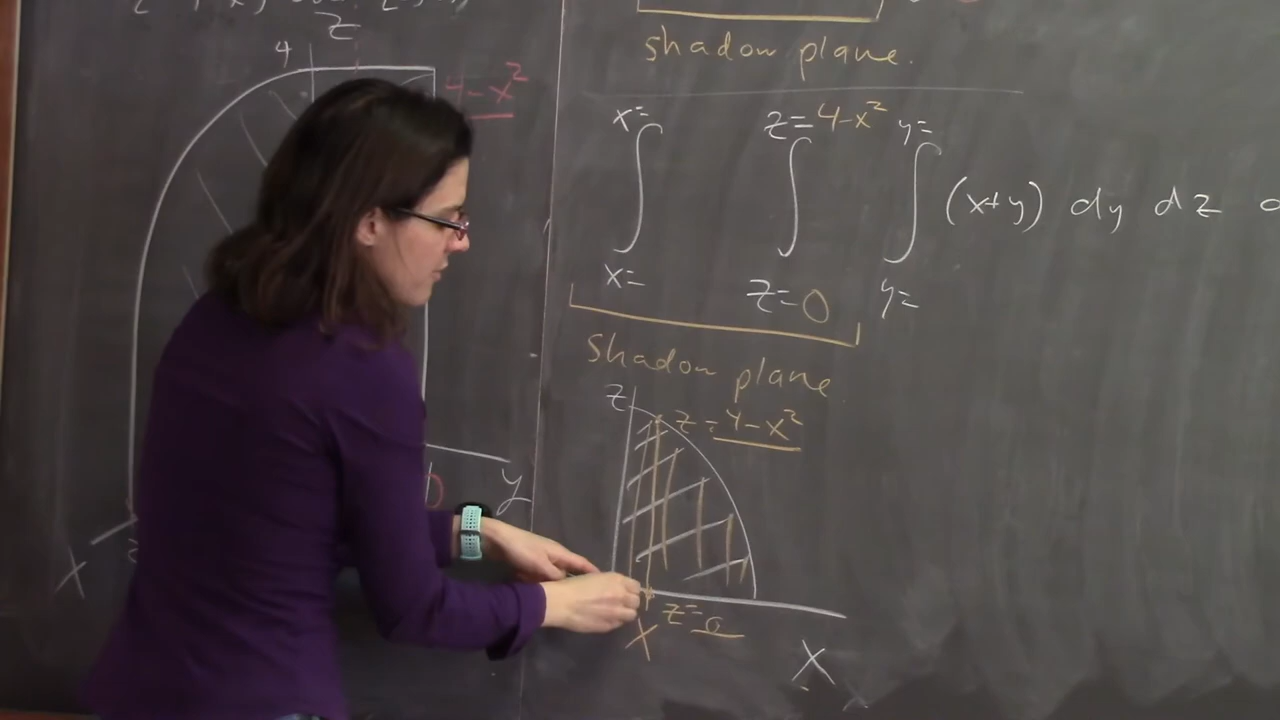 z
4
4-x²
y
x
shadow plane.
x= z=4-x² y=
∫ ∫ ∫ (x+y) dy dz
x= z=0 y=
Shadow plane.
z
z=4-x²
z=0
x
x